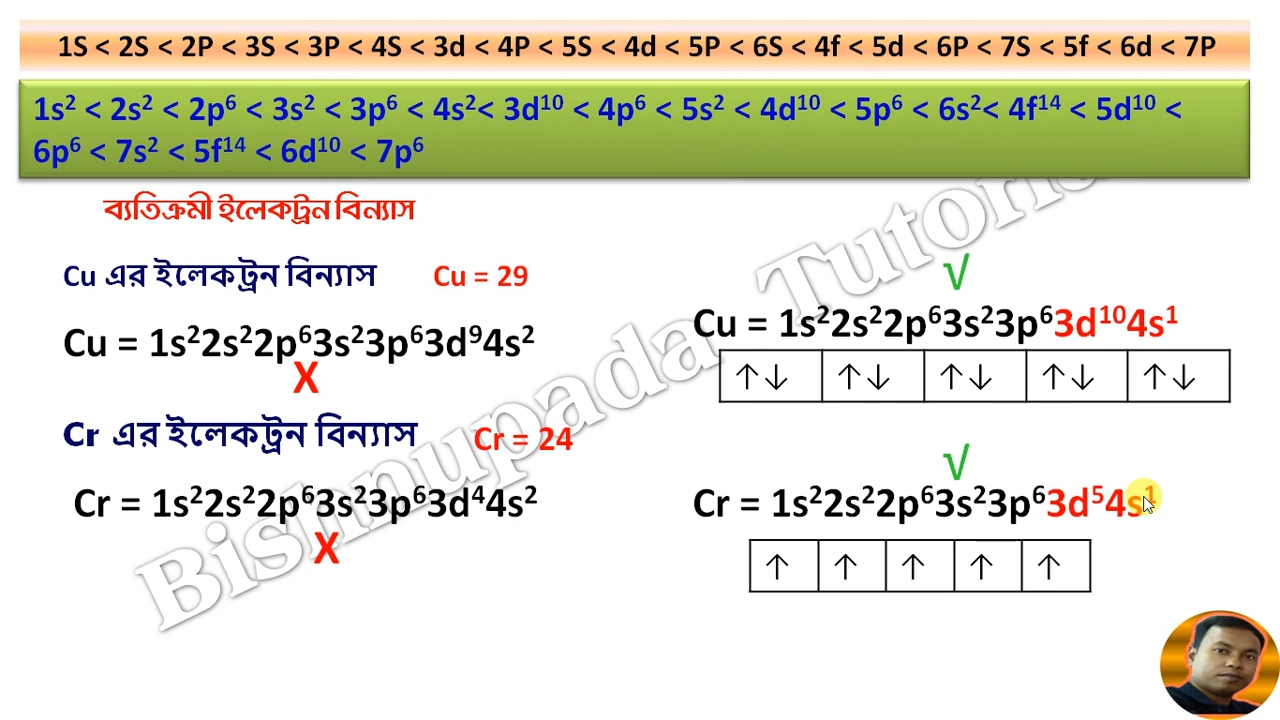 1S < 2S < 2P < 3S < 3P < 4S < 3d < 4P < 5S < 4d < 5P < 6S < 4f < 5d < 6P < 7S < 5f < 6d < 7P
1s² < 2s² < 2p⁶ < 3s² < 3p⁶ < 4s²< 3d¹⁰ < 4p⁶ < 5s² < 4d¹⁰ < 5p⁶ < 6s²< 4f¹⁴ < 5d¹⁰ <
6p⁶ < 7s² < 5f¹⁴ < 6d¹⁰ < 7p⁶
ব্যতিক্রমী ইলেকট্রন বিন্যাস
Cu এর ইলেকট্রন বিন্যাস Cu = 29
Cu = 1s²2s²2p⁶3s²3p⁶3d⁹4s²
X
√
Cu = 1s²2s²2p⁶3s²3p⁶3d¹⁰4s¹
↑↓ ↑↓ ↑↓ ↑↓ ↑↓
Cr এর ইলেকট্রন বিন্যাস Cr = 24
Cr = 1s²2s²2p⁶3s²3p⁶3d⁴4s²
X
√
Cr = 1s²2s²2p⁶3s²3p⁶3d⁵4s¹
↑ ↑ ↑ ↑ ↑
Bishnupada Tutoria